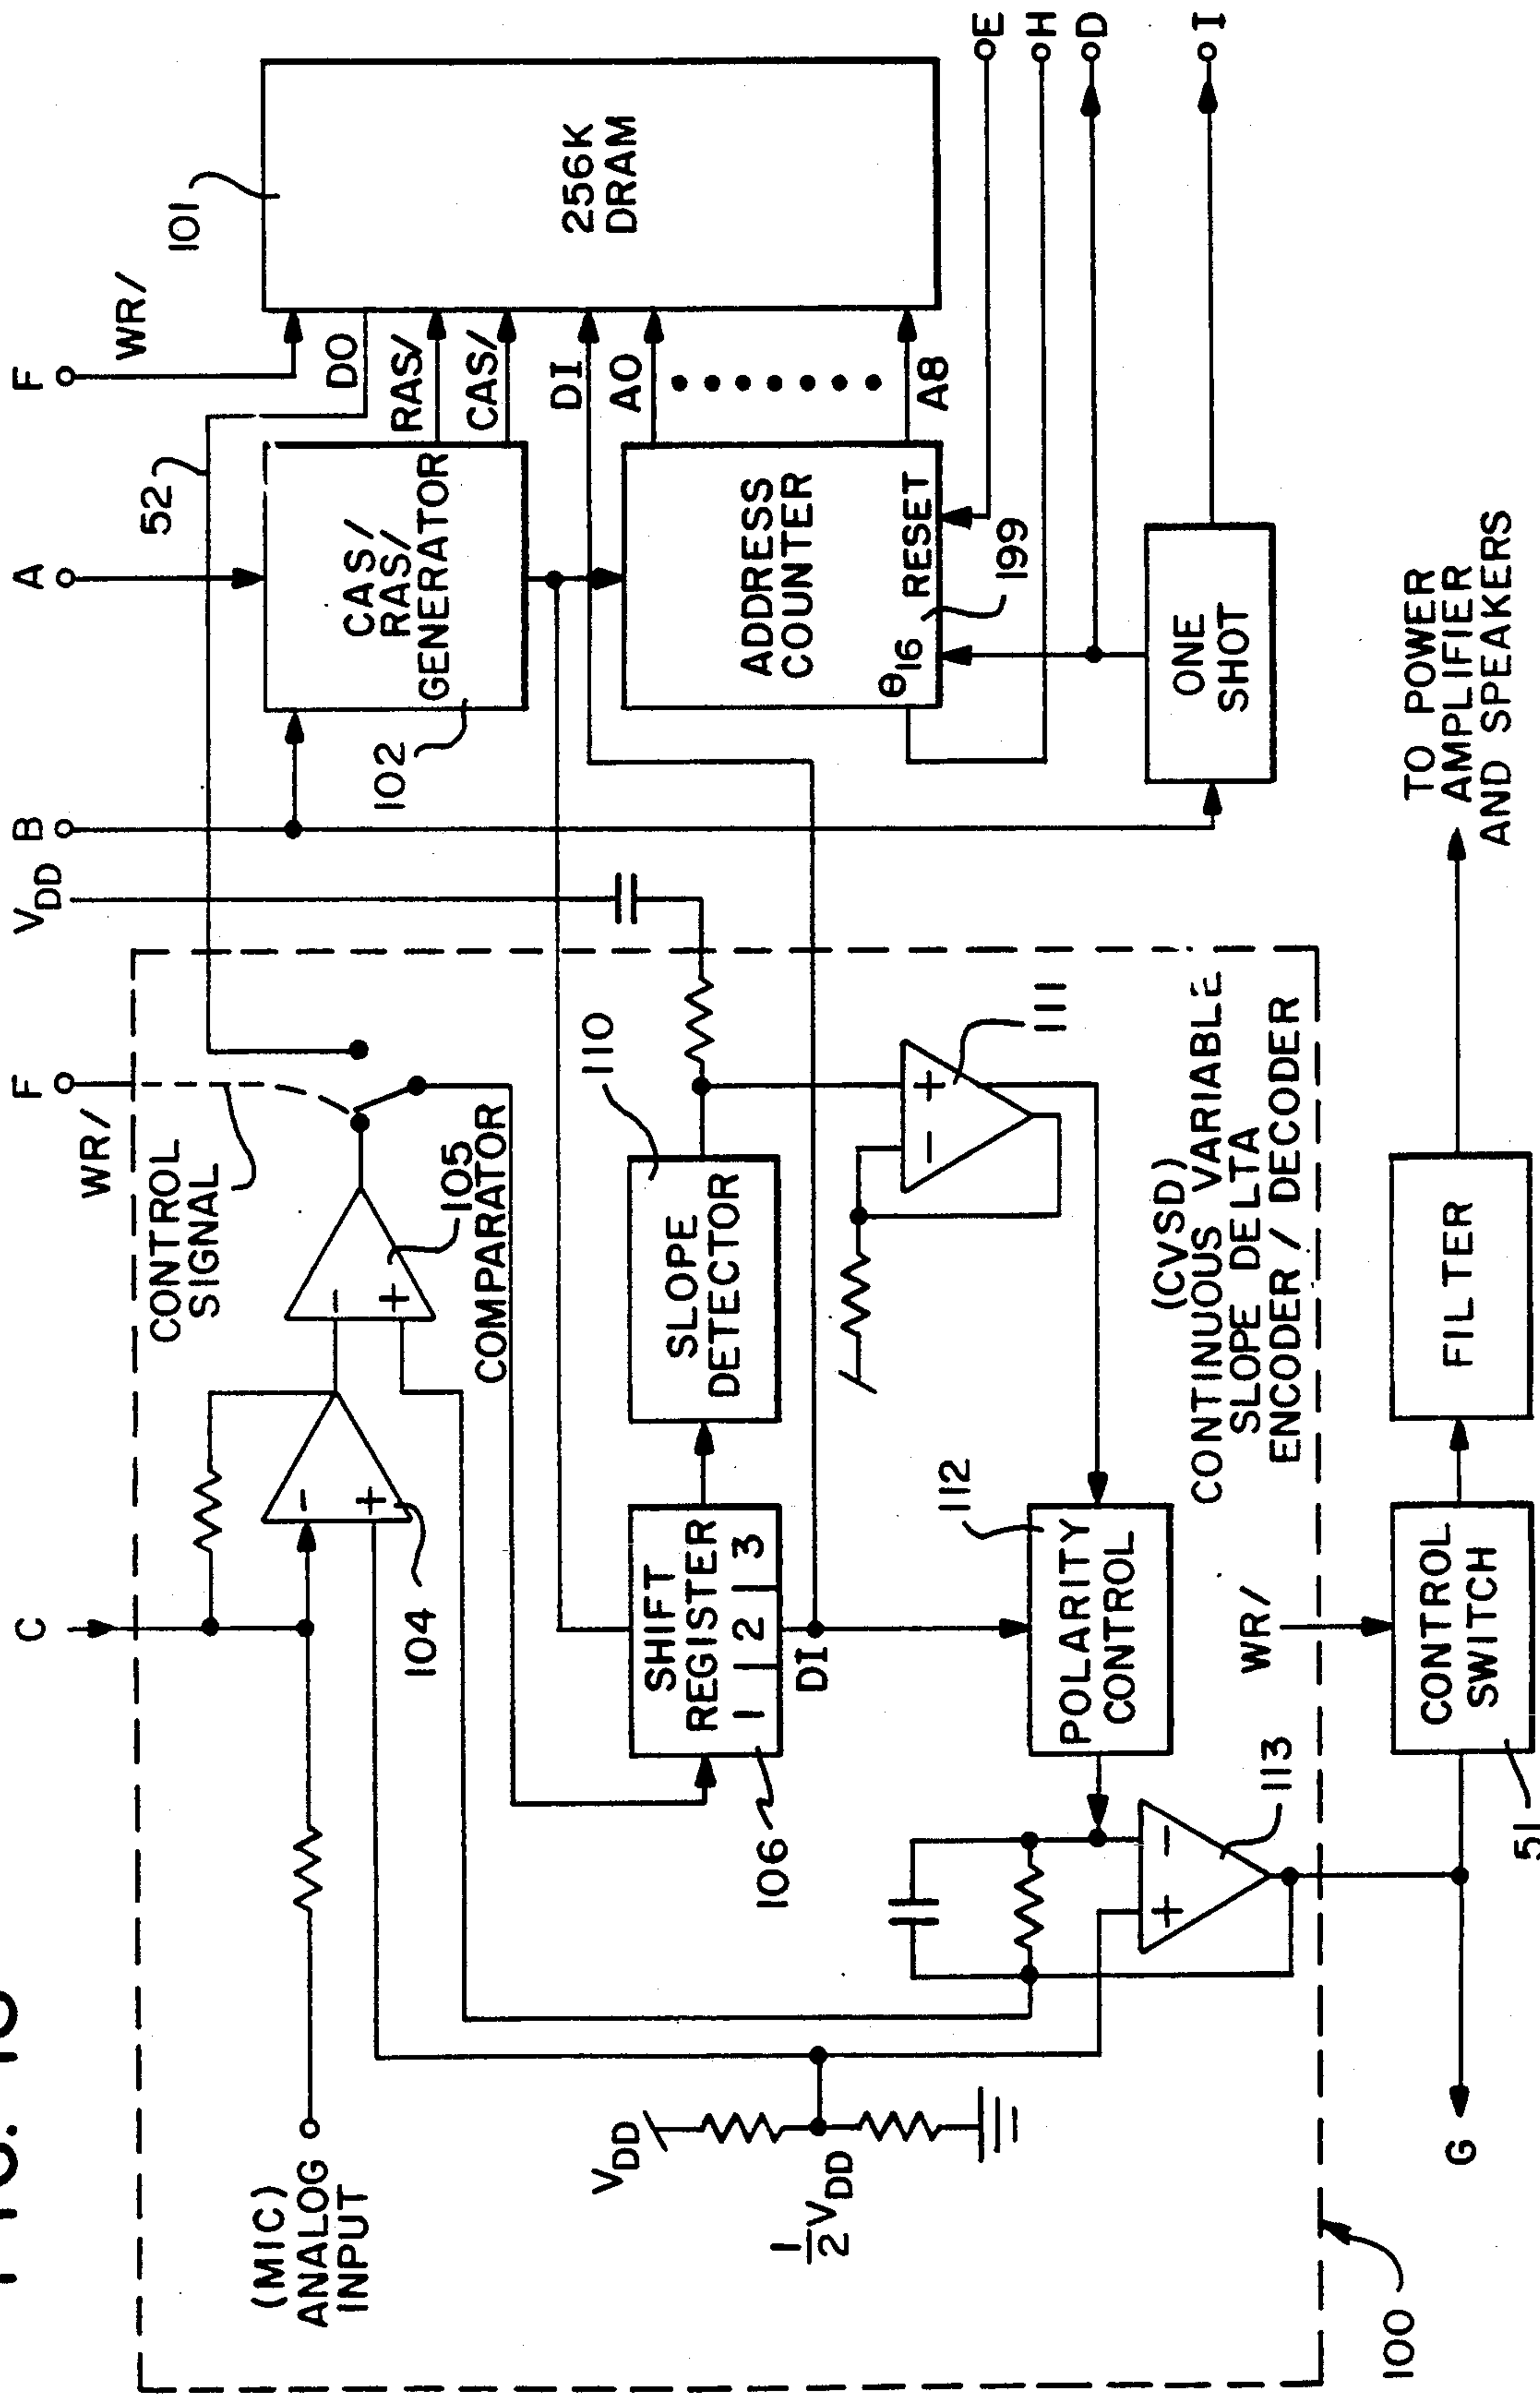 F
WR/
A
B
VDD
F
WR/
C
CONTROL
SIGNAL
(MIC)
ANALOG
INPUT
104
105
COMPARATOR
52
DO
RAS/
CAS/
DI
A0
A8
101
256K
DRAM
CAS/
RAS/
GENERATOR
102
ADDRESS
COUNTER
θ16
RESET
199
E
H
D
I
ONE
SHOT
SHIFT
REGISTER
1 | 2 | 3
106
DI
SLOPE
DETECTOR
110
111
POLARITY
CONTROL
112
113
VDD
1/2 VDD
(CVSD)
CONTINUOUS VARIABLE
SLOPE DELTA
ENCODER / DECODER
100
G
WR/
CONTROL
SWITCH
51
FILTER
TO POWER
AMPLIFIER
AND SPEAKERS